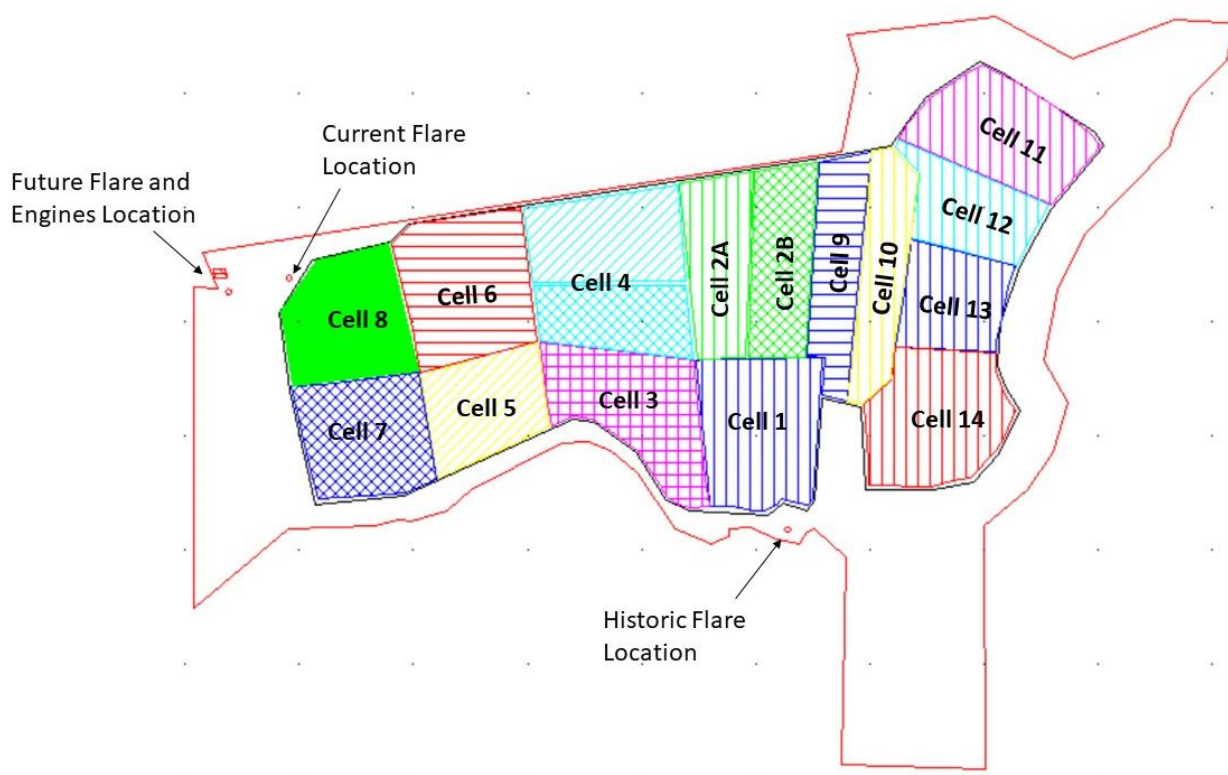 Current Flare
Location
Future Flare and
Engines Location
Cell 11
Cell 12
Cell 13
Cell 14
Cell 10
Cell 9
Cell 2B
Cell 2A
Cell 4
Cell 6
Cell 8
Cell 7
Cell 5
Cell 3
Cell 1
Historic Flare
Location